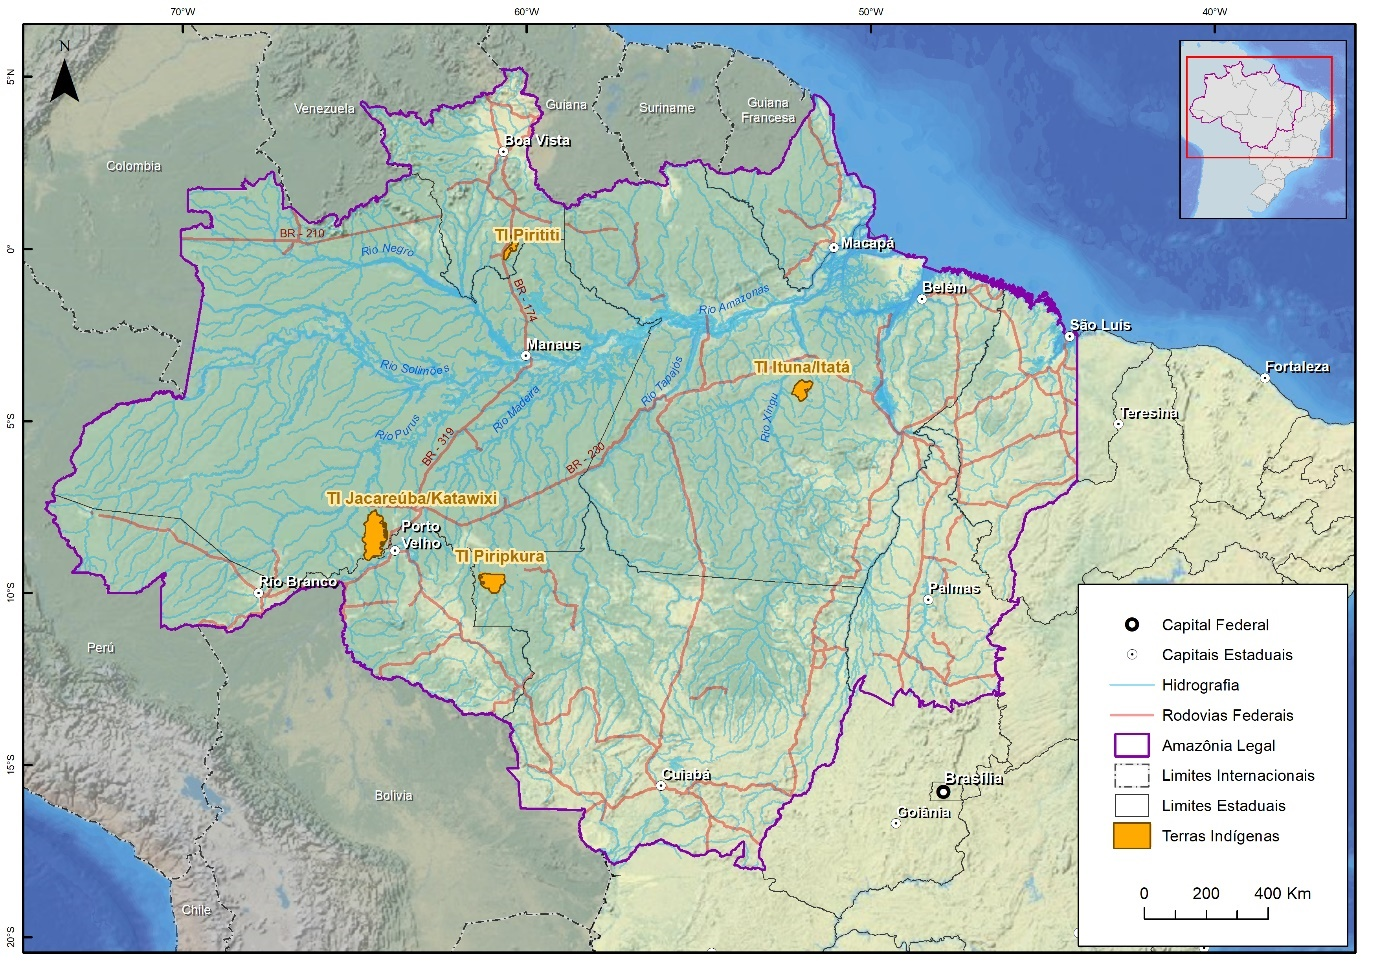 70°W
60°W
50°W
40°W
N
5°N
0°
5°S
10°S
15°S
20°S
Venezuela
Guiana
Suriname
Guiana
Francesa
Colombia
Boa Vista
BR - 210
Rio Negro
TI Pirititi
BR - 174
Macapá
Rio Amazonas
Belém
São Luis
Manaus
Rio Solimões
Rio Tapajós
TI Ituna/Itatá
Fortaleza
Rio Madeira
Rio Purus
Rio Xingu
Teresina
BR - 319
BR - 230
TI Jacareúba/Katawixi
Porto
Velho
TI Piripkura
Rio Branco
Palmas
Perú
Bolivia
Cuiabá
Brasília
Goiânia
Chile
Capital Federal
Capitais Estaduais
Hidrografia
Rodovias Federais
Amazônia Legal
Limites Internacionais
Limites Estaduais
Terras Indígenas
0 200 400 Km